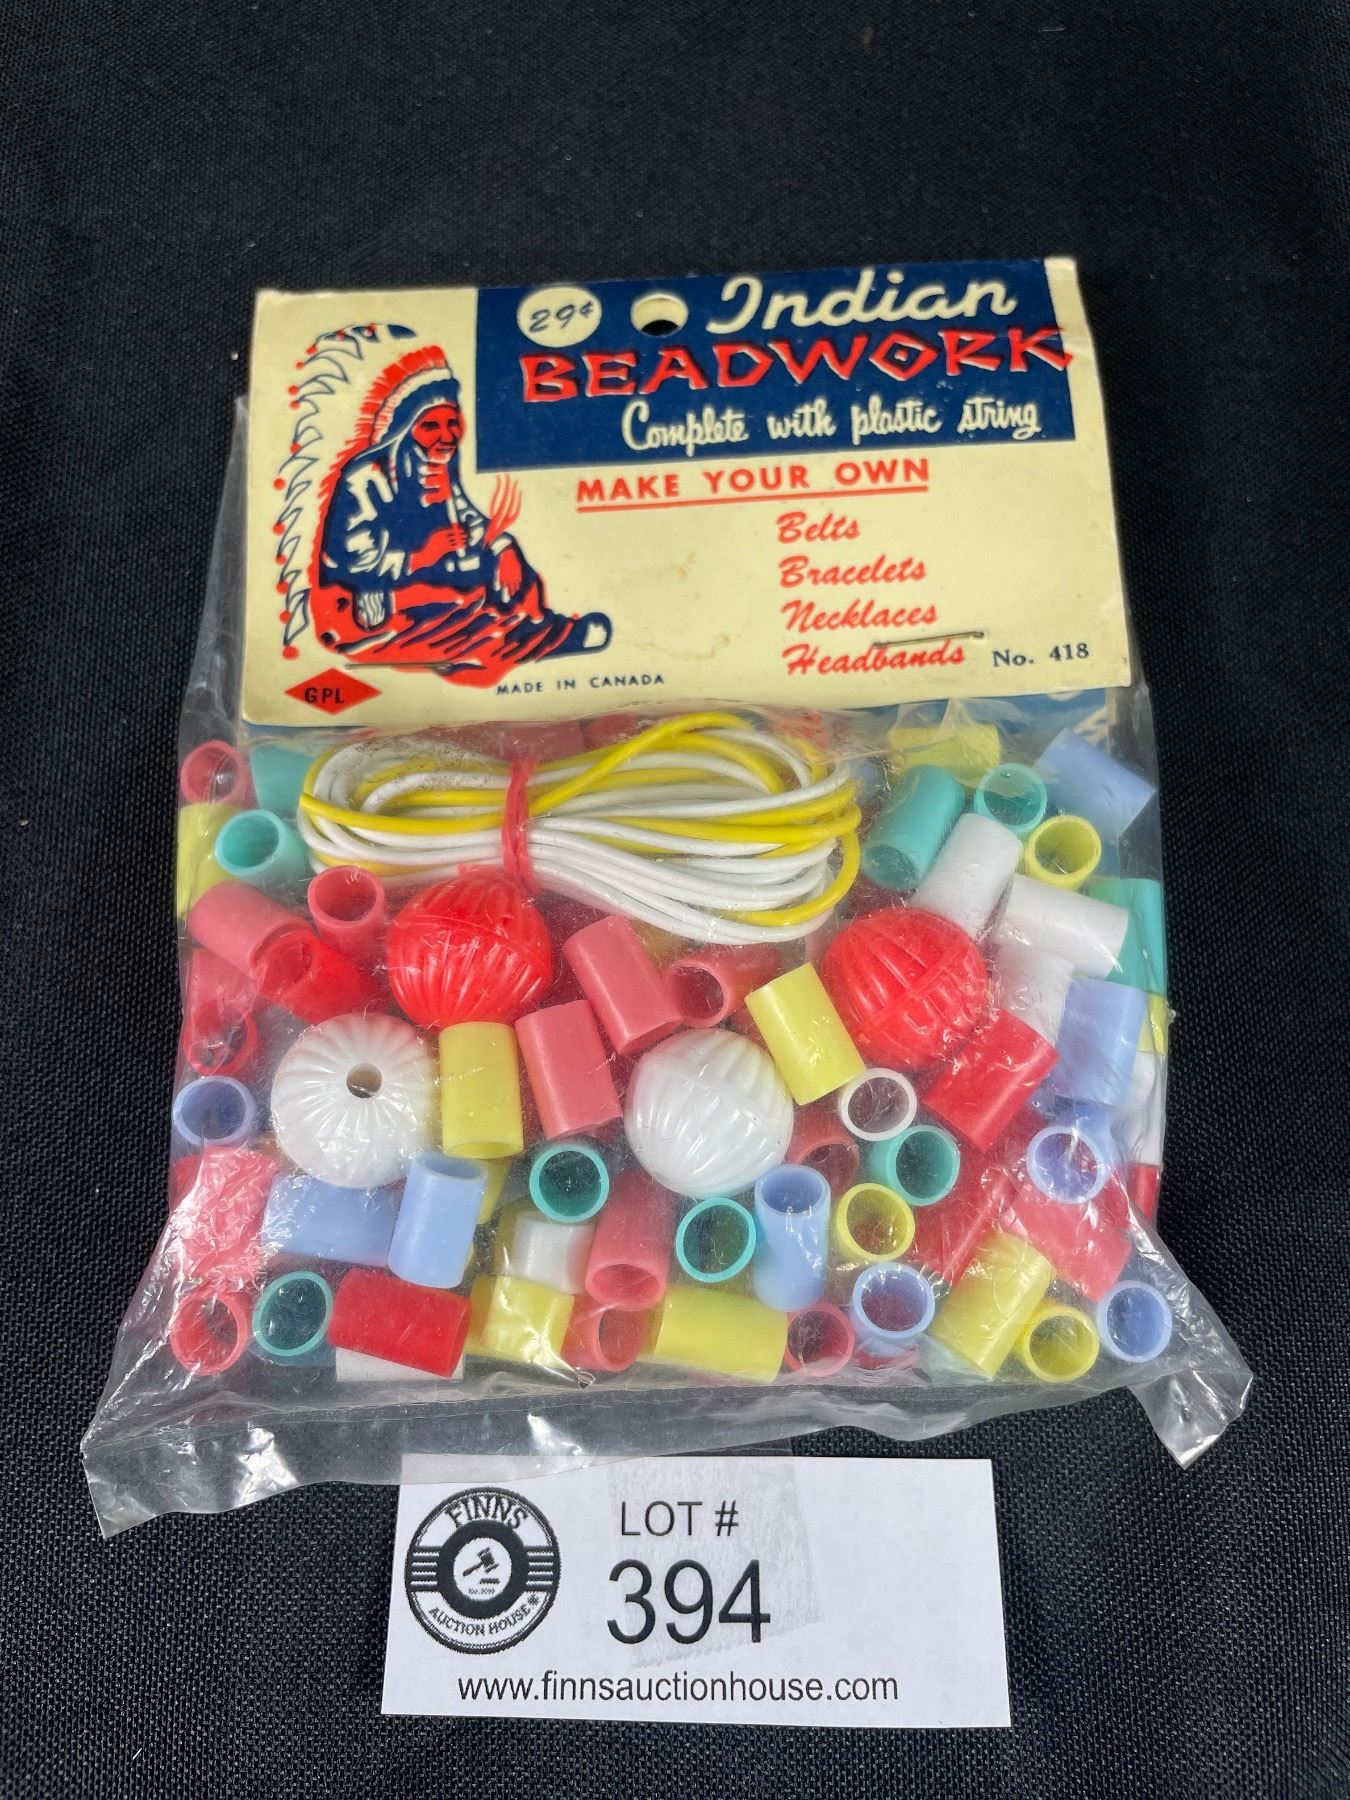 29¢
Indian
BEADWORK
Complete with plastic string
MAKE YOUR OWN
Belts
Bracelets
Necklaces
Headbands
No. 418
GPL
MADE IN CANADA
FINNS
AUCTION HOUSE
LOT #
394
www.finnsauctionhouse.com